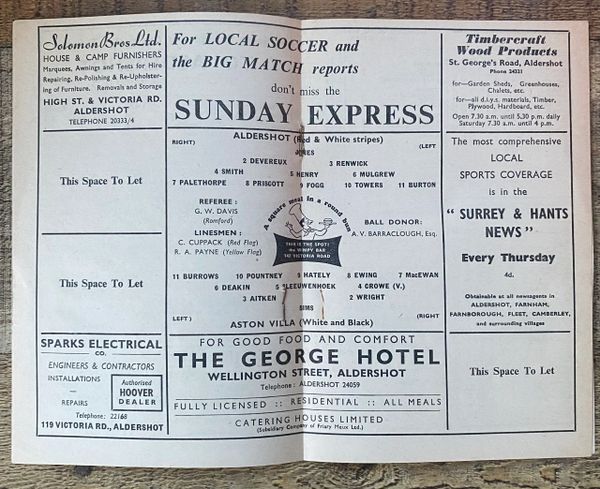 Solomon Bros. Ltd.
HOUSE & CAMP FURNISHERS
Marquees, Awnings and Tents for Hire
Repairing, Re-Polishing & Re-Upholster-
ing of Furniture. Removals and Storage
HIGH ST. & VICTORIA RD.
ALDERSHOT
TELEPHONE 20333/4
This Space To Let
This Space To Let
SPARKS ELECTRICAL
CO.
ENGINEERS & CONTRACTORS
INSTALLATIONS
—
REPAIRS
Authorised
HOOVER
DEALER
Telephone: 22168
119 VICTORIA RD., ALDERSHOT
For LOCAL SOCCER and
the BIG MATCH reports
don't miss the
SUNDAY EXPRESS
ALDERSHOT (Red & White stripes)
RIGHT) (LEFT
JONES
2 DEVEREUX 3 RENWICK
4 SMITH 5 HENRY 6 MULGREW
7 PALETHORPE 8 PRISCOTT 9 FOGG 10 TOWERS 11 BURTON
REFEREE :
G. W. DAVIS
(Romford)
LINESMEN :
C. CUPPACK (Red Flag)
R. A. PAYNE (Yellow Flag)
A square meal in a round bun
THIS IS THE SPOT!
the WIMPY BAR
142 VICTORIA ROAD
BALL DONOR:
A. V. BARRACLOUGH, Esq.
11 BURROWS 10 POUNTNEY 9 HATELY 8 EWING 7 MacEWAN
6 DEAKIN 5 SLEEUWENHOEK 4 CROWE (V.)
3 AITKEN 2 WRIGHT
SIMS
LEFT) (RIGHT
ASTON VILLA (White and Black)
FOR GOOD FOOD AND COMFORT
THE GEORGE HOTEL
WELLINGTON STREET, ALDERSHOT
Telephone: ALDERSHOT 24059
FULLY LICENSED :: RESIDENTIAL :: ALL MEALS
CATERING HOUSES LIMITED
(Subsidiary Company of Friary Meux Ltd.)
Timbercraft
Wood Products
St. George's Road, Aldershot
Phone 24321
for—Garden Sheds, Greenhouses,
Chalets, etc.
for—all d.i.y.s. materials, Timber,
Plywood, Hardboard, etc.
Open 7.30 a.m. until 5.30 p.m. daily
Saturday 7.30 a.m. until 4 p.m.
The most comprehensive
LOCAL
SPORTS COVERAGE
is in the
" SURREY & HANTS
NEWS "
Every Thursday
4d.
Obtainable at all newsagents in
ALDERSHOT, FARNHAM,
FARNBOROUGH, FLEET, CAMBERLEY,
and surrounding villages
This Space To Let